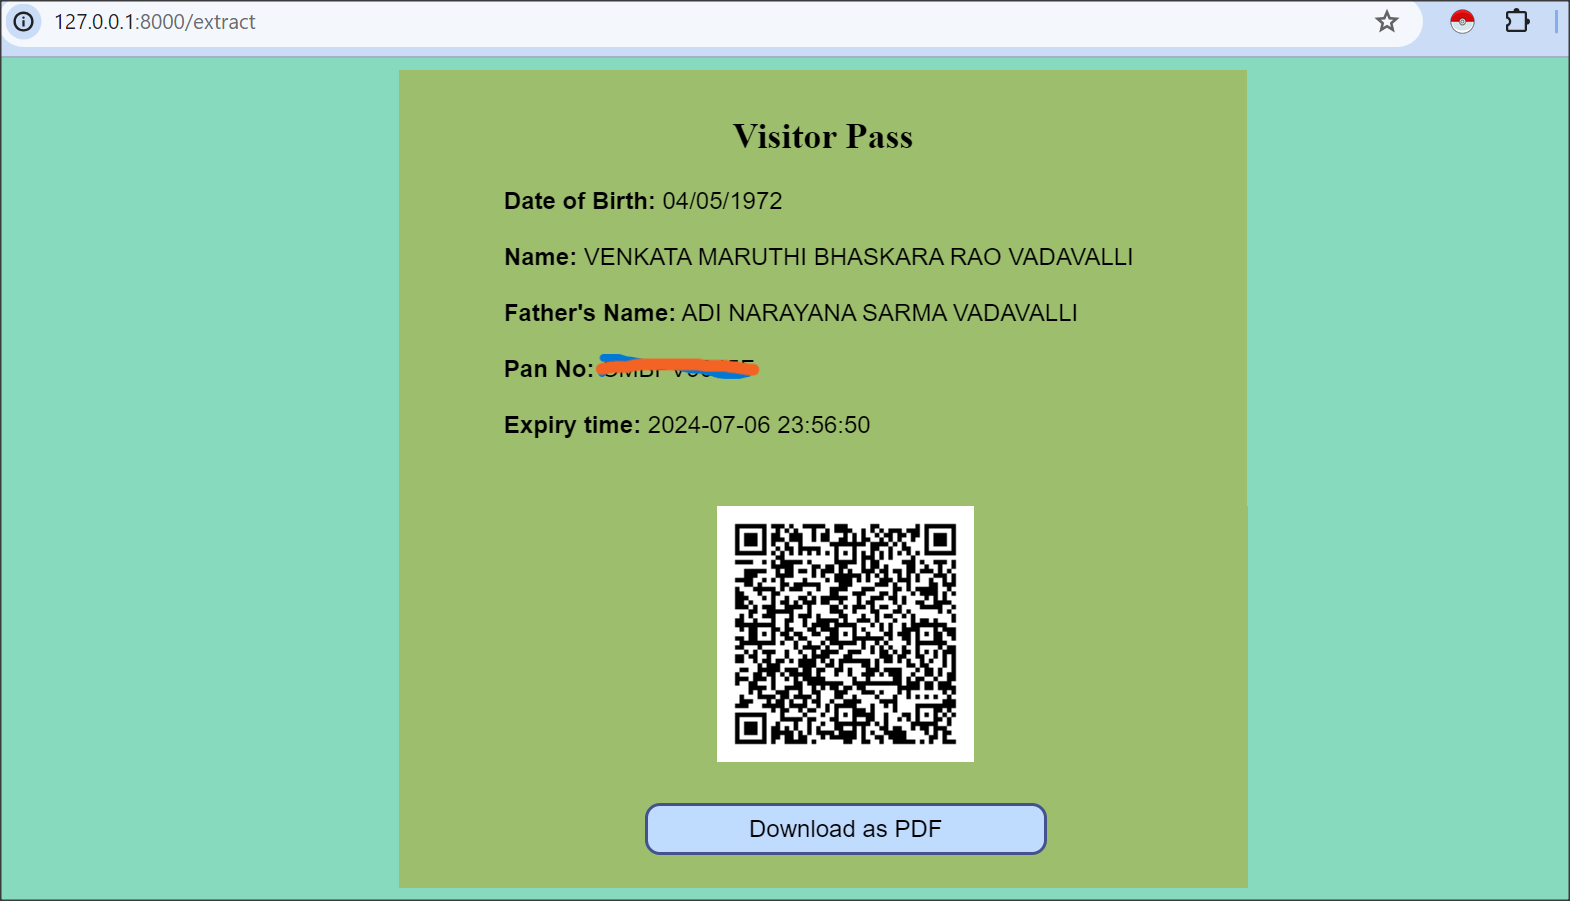 127.0.0.1:8000/extract
Visitor Pass
Date of Birth: 04/05/1972
Name: VENKATA MARUTHI BHASKARA RAO VADAVALLI
Father's Name: ADI NARAYANA SARMA VADAVALLI
Pan No:
Expiry time: 2024-07-06 23:56:50
Download as PDF